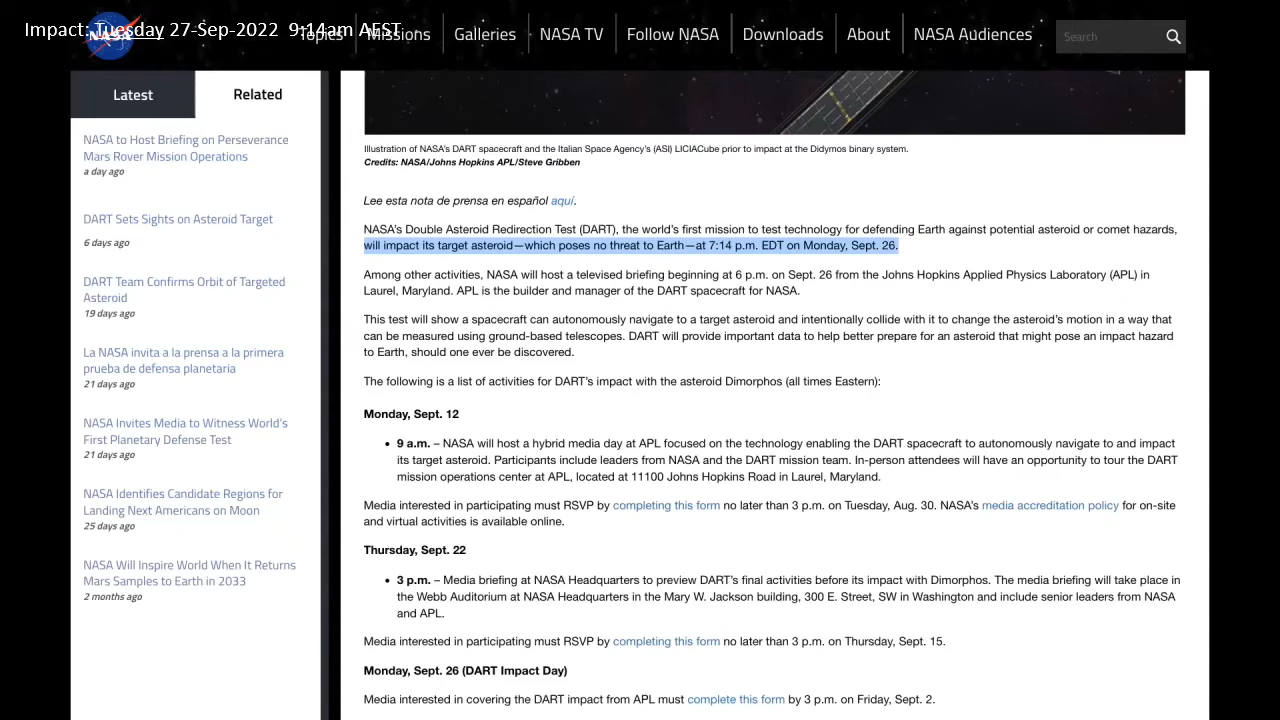 Impact: Tuesday 27-Sep-2022  9:14am AEST
NASA
Topics
Missions
Galleries
NASA TV
Follow NASA
Downloads
About
NASA Audiences
Search
Latest
Related
NASA to Host Briefing on Perseverance
Mars Rover Mission Operations
a day ago
DART Sets Sights on Asteroid Target
6 days ago
DART Team Confirms Orbit of Targeted
Asteroid
19 days ago
La NASA invita a la prensa a la primera
prueba de defensa planetaria
21 days ago
NASA Invites Media to Witness World's
First Planetary Defense Test
21 days ago
NASA Identifies Candidate Regions for
Landing Next Americans on Moon
25 days ago
NASA Will Inspire World When It Returns
Mars Samples to Earth in 2033
2 months ago
Illustration of NASA's DART spacecraft and the Italian Space Agency's (ASI) LICIACube prior to impact at the Didymos binary system.
Credits: NASA/Johns Hopkins APL/Steve Gribben
Lee esta nota de prensa en español aquí.
NASA's Double Asteroid Redirection Test (DART), the world's first mission to test technology for defending Earth against potential asteroid or comet hazards,
will impact its target asteroid—which poses no threat to Earth—at 7:14 p.m. EDT on Monday, Sept. 26.
Among other activities, NASA will host a televised briefing beginning at 6 p.m. on Sept. 26 from the Johns Hopkins Applied Physics Laboratory (APL) in
Laurel, Maryland. APL is the builder and manager of the DART spacecraft for NASA.
This test will show a spacecraft can autonomously navigate to a target asteroid and intentionally collide with it to change the asteroid's motion in a way that
can be measured using ground-based telescopes. DART will provide important data to help better prepare for an asteroid that might pose an impact hazard
to Earth, should one ever be discovered.
The following is a list of activities for DART's impact with the asteroid Dimorphos (all times Eastern):
Monday, Sept. 12
• 9 a.m. – NASA will host a hybrid media day at APL focused on the technology enabling the DART spacecraft to autonomously navigate to and impact
its target asteroid. Participants include leaders from NASA and the DART mission team. In-person attendees will have an opportunity to tour the DART
mission operations center at APL, located at 11100 Johns Hopkins Road in Laurel, Maryland.
Media interested in participating must RSVP by completing this form no later than 3 p.m. on Tuesday, Aug. 30. NASA's media accreditation policy for on-site
and virtual activities is available online.
Thursday, Sept. 22
• 3 p.m. – Media briefing at NASA Headquarters to preview DART's final activities before its impact with Dimorphos. The media briefing will take place in
the Webb Auditorium at NASA Headquarters in the Mary W. Jackson building, 300 E. Street, SW in Washington and include senior leaders from NASA
and APL.
Media interested in participating must RSVP by completing this form no later than 3 p.m. on Thursday, Sept. 15.
Monday, Sept. 26 (DART Impact Day)
Media interested in covering the DART impact from APL must complete this form by 3 p.m. on Friday, Sept. 2.